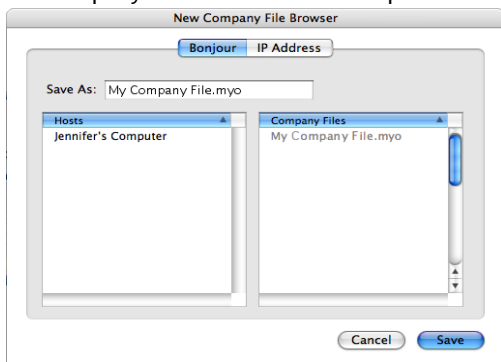 New Company File Browser
Bonjour IP Address
Save As: My Company File.myo
Hosts Company Files
Jennifer's Computer My Company File.myo
Cancel Save